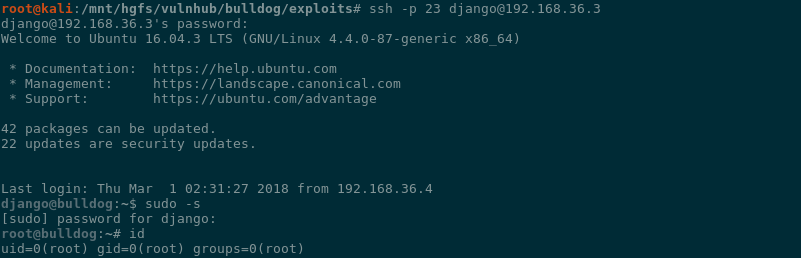 root@kali:/mnt/hgfs/vulnhub/bulldog/exploits# ssh -p 23 django@192.168.36.3
django@192.168.36.3's password:
Welcome to Ubuntu 16.04.3 LTS (GNU/Linux 4.4.0-87-generic x86_64)

 * Documentation:  https://help.ubuntu.com
 * Management:     https://landscape.canonical.com
 * Support:        https://ubuntu.com/advantage

42 packages can be updated.
22 updates are security updates.


Last login: Thu Mar  1 02:31:27 2018 from 192.168.36.4
django@bulldog:~$ sudo -s
[sudo] password for django:
root@bulldog:~# id
uid=0(root) gid=0(root) groups=0(root)